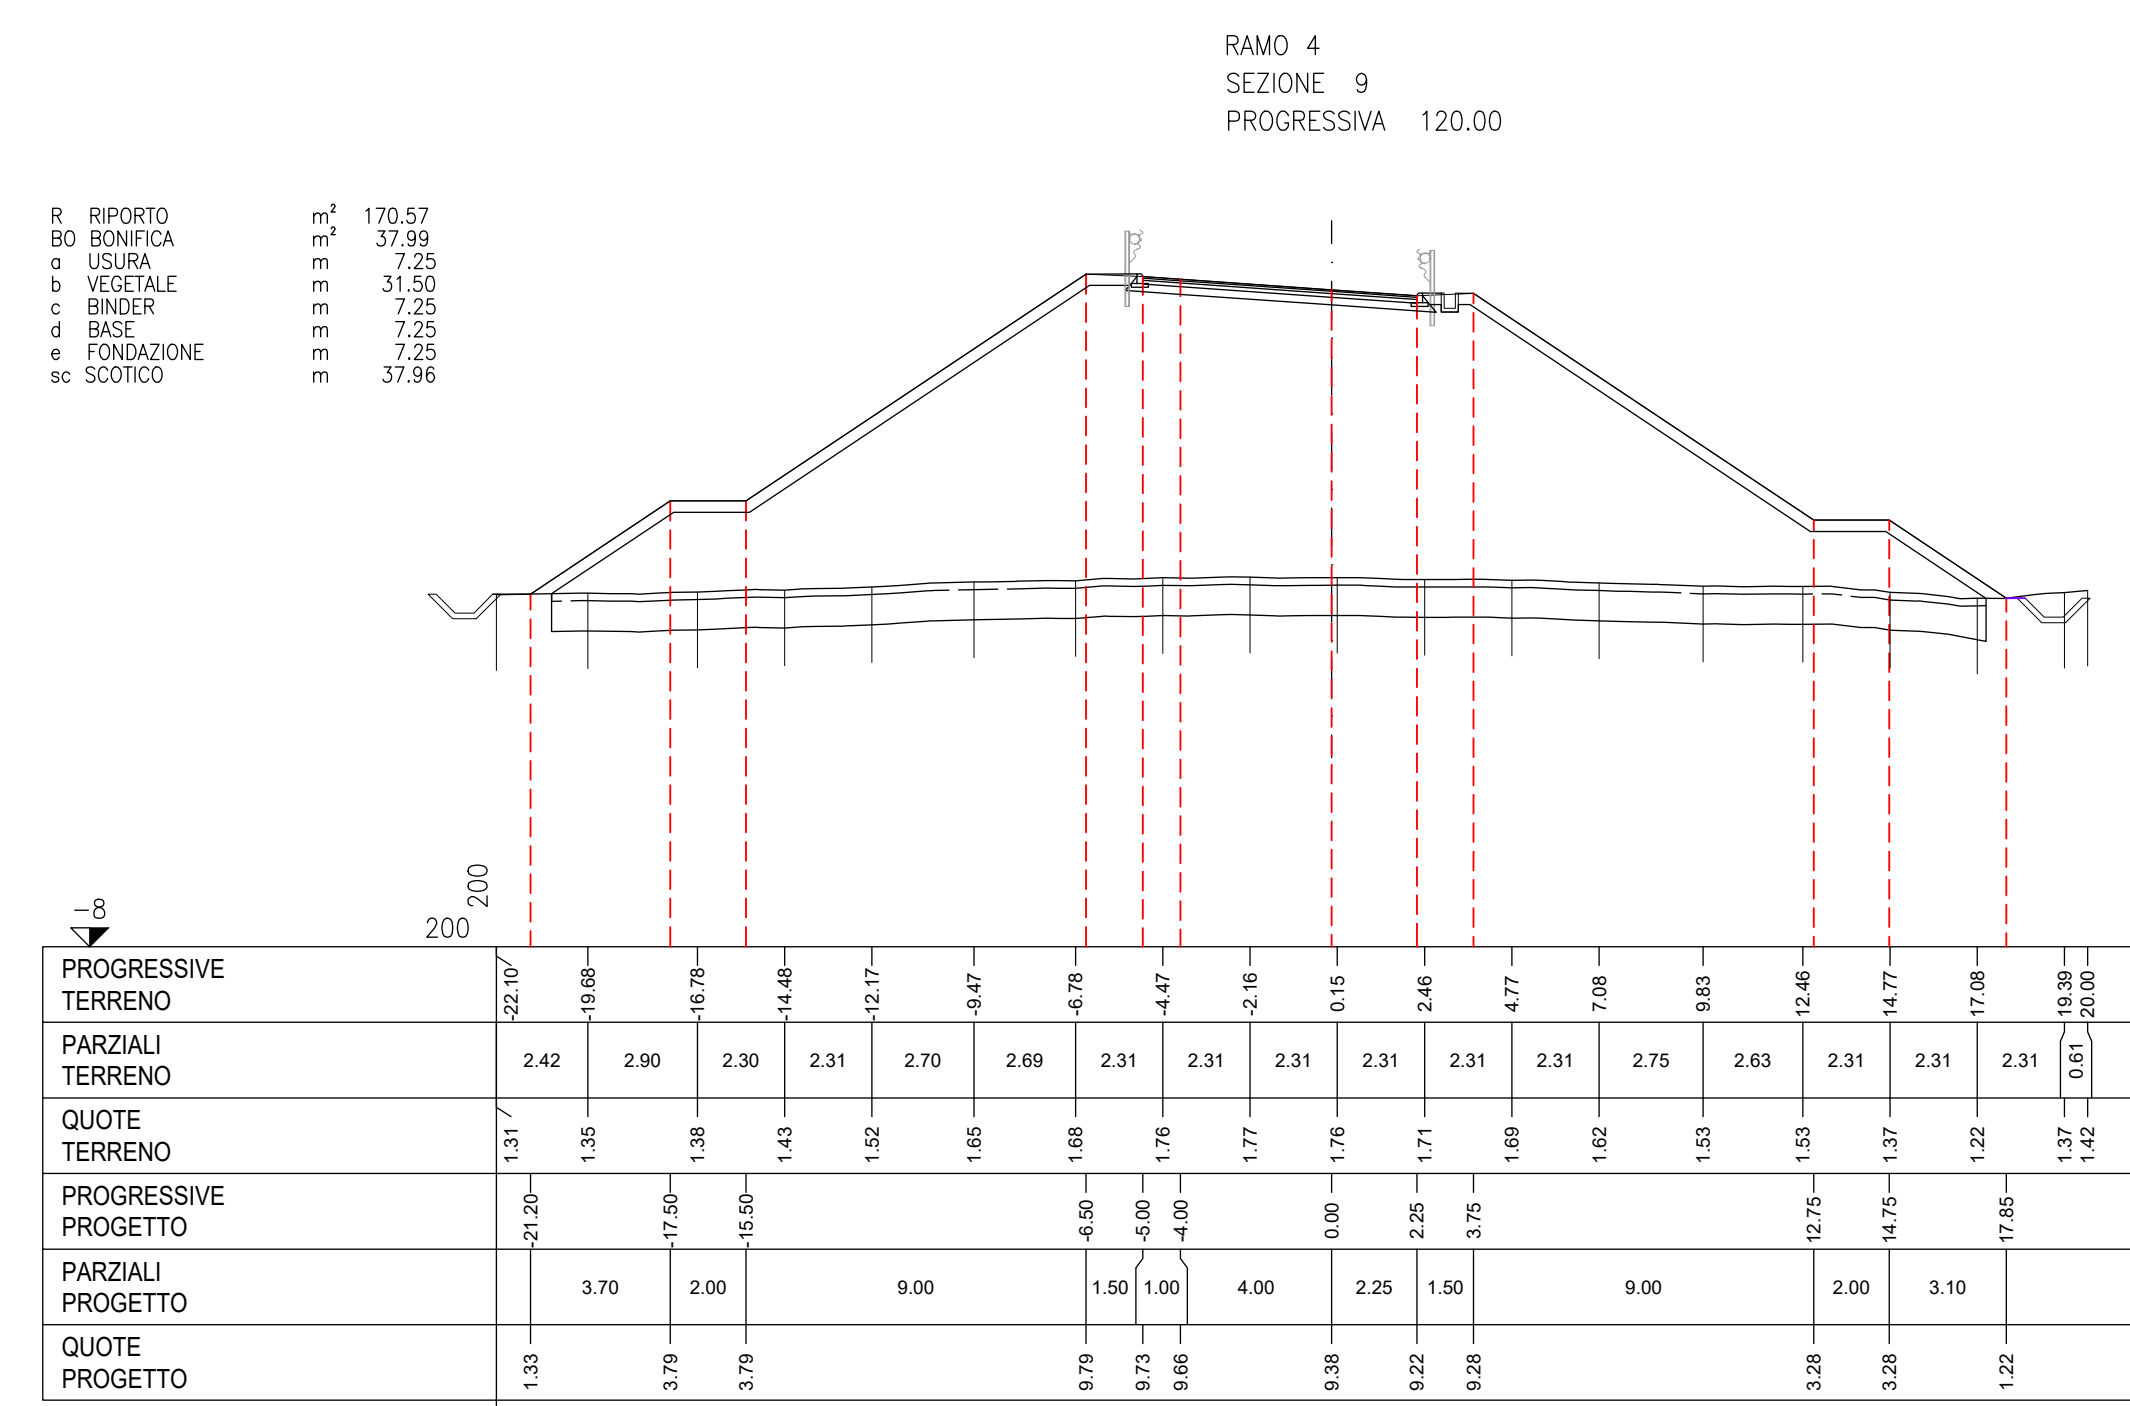 RAMO 4
SEZIONE 9
PROGRESSIVA 120.00
R RIPORTO m² 170.57
BO BONIFICA m² 37.99
a USURA m 7.25
b VEGETALE m 31.50
c BINDER m 7.25
d BASE m 7.25
e FONDAZIONE m 7.25
sc SCOTICO m 37.96
200
-8
200
PROGRESSIVE
TERRENO
-22.10 -19.68 -16.78 -14.48 -12.17 -9.47 -6.78 -4.47 -2.16 0.15 2.46 4.77 7.08 9.83 12.46 14.77 17.08 19.39 20.00
PARZIALI
TERRENO
2.42 2.90 2.30 2.31 2.70 2.69 2.31 2.31 2.31 2.31 2.31 2.31 2.75 2.63 2.31 2.31 2.31 0.61
QUOTE
TERRENO
1.31 1.35 1.38 1.43 1.52 1.65 1.68 1.76 1.77 1.76 1.71 1.69 1.62 1.53 1.53 1.37 1.22 1.37 1.42
PROGRESSIVE
PROGETTO
-21.20 -17.50 -15.50 -6.50 -5.00 -4.00 0.00 2.25 3.75 12.75 14.75 17.85
PARZIALI
PROGETTO
3.70 2.00 9.00 1.50 1.00 4.00 2.25 1.50 9.00 2.00 3.10
QUOTE
PROGETTO
1.33 3.79 3.79 9.79 9.73 9.66 9.38 9.222 9.28 3.28 3.28 1.22